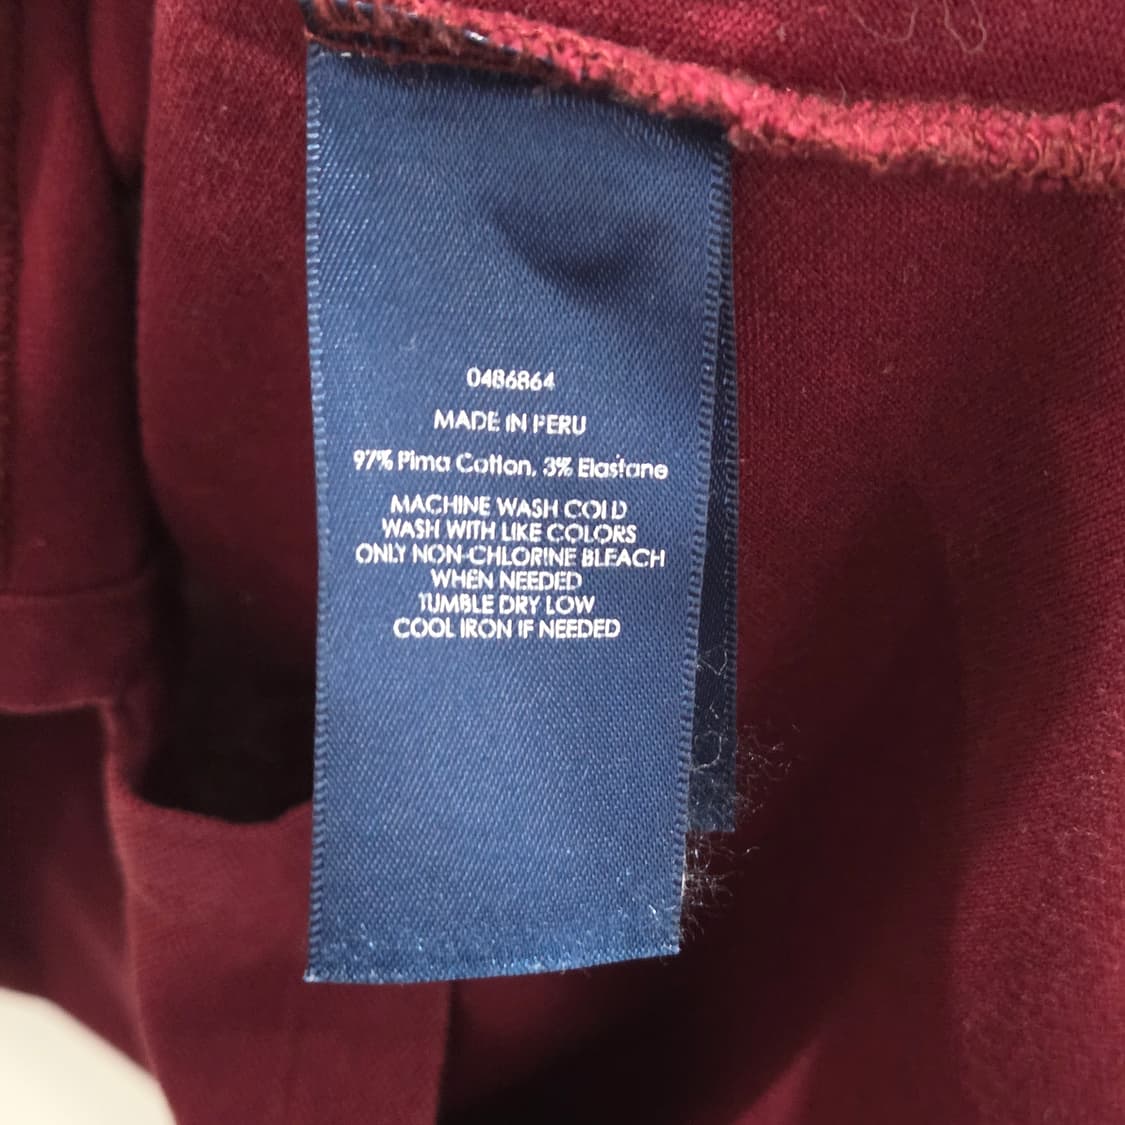 0486864
MADE IN PERU
97% Pima Cotton, 3% Elastane
MACHINE WASH COLD
WASH WITH LIKE COLORS
ONLY NON-CHLORINE BLEACH
WHEN NEEDED
TUMBLE DRY LOW
COOL IRON IF NEEDED